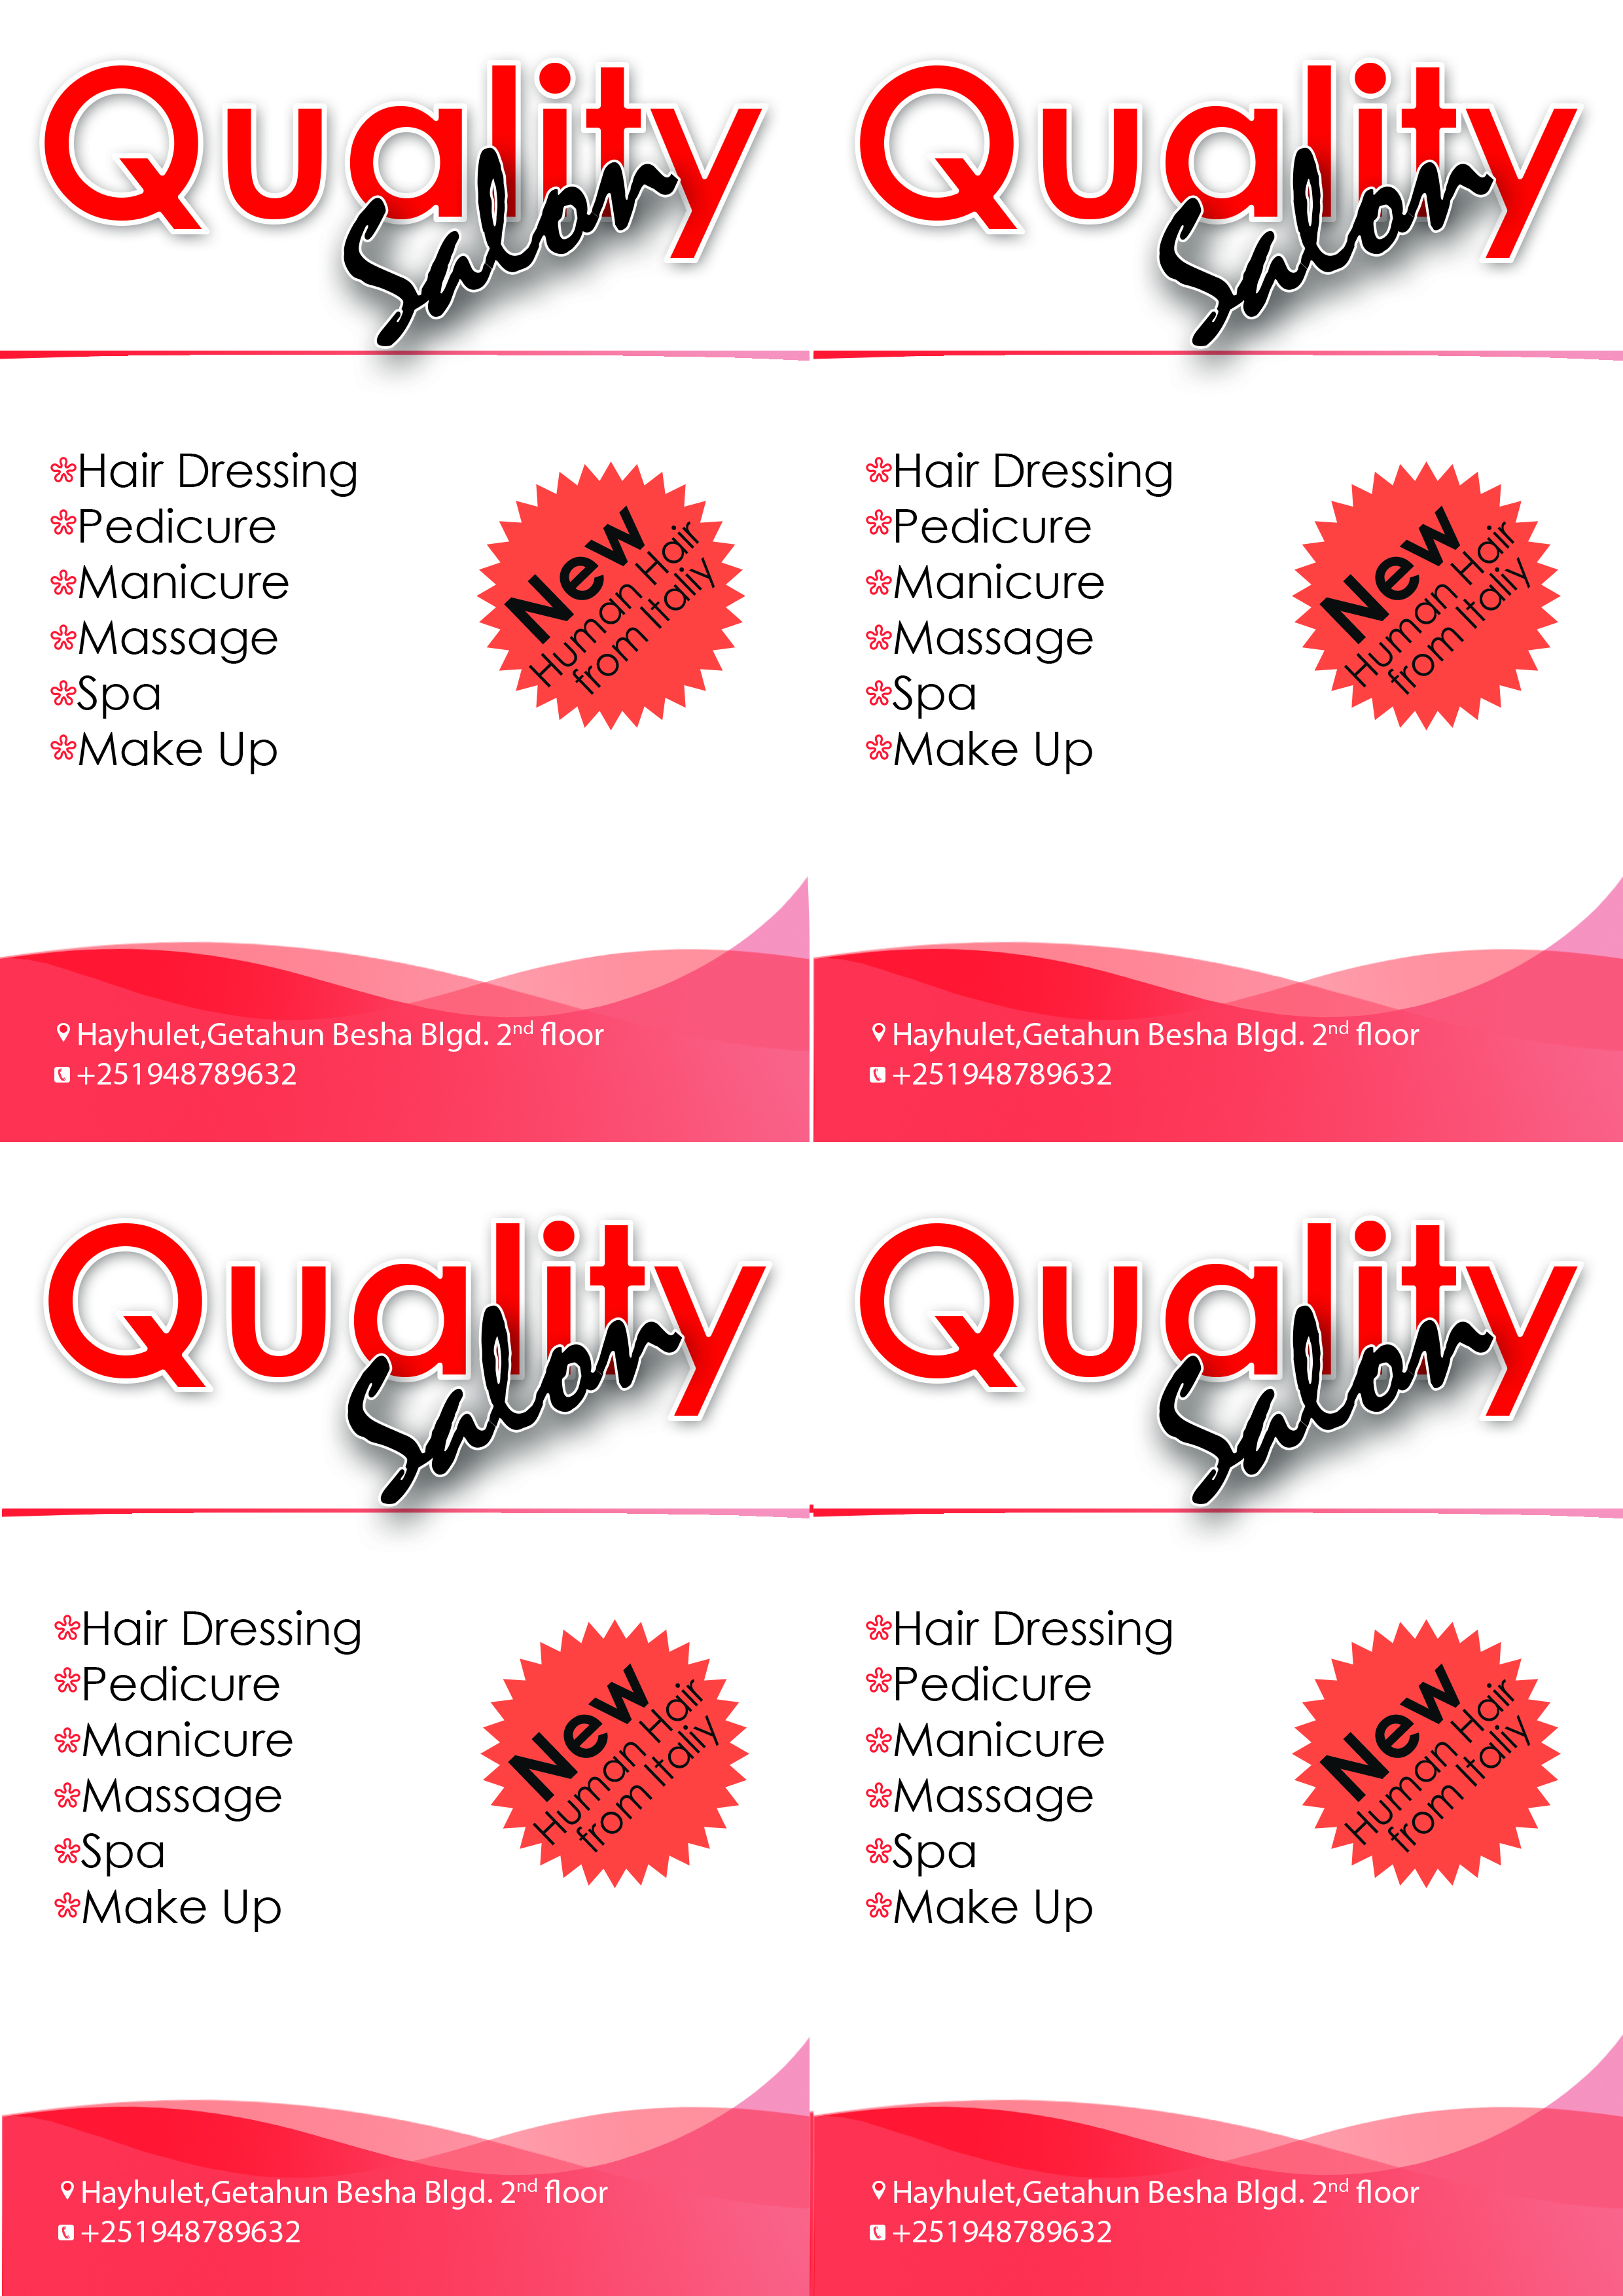 Quality
Salon
Hair Dressing
Pedicure
Manicure
Massage
Spa
Make Up
New
Human Hair
from Italiy
Hayhulet,Getahun Besha Blgd. 2nd floor
+251948789632
Quality
Salon
Hair Dressing
Pedicure
Manicure
Massage
Spa
Make Up
New
Human Hair
from Italiy
Hayhulet,Getahun Besha Blgd. 2nd floor
+251948789632
Quality
Salon
Hair Dressing
Pedicure
Manicure
Massage
Spa
Make Up
New
Human Hair
from Italiy
Hayhulet,Getahun Besha Blgd. 2nd floor
+251948789632
Quality
Salon
Hair Dressing
Pedicure
Manicure
Massage
Spa
Make Up
New
Human Hair
from Italiy
Hayhulet,Getahun Besha Blgd. 2nd floor
+251948789632